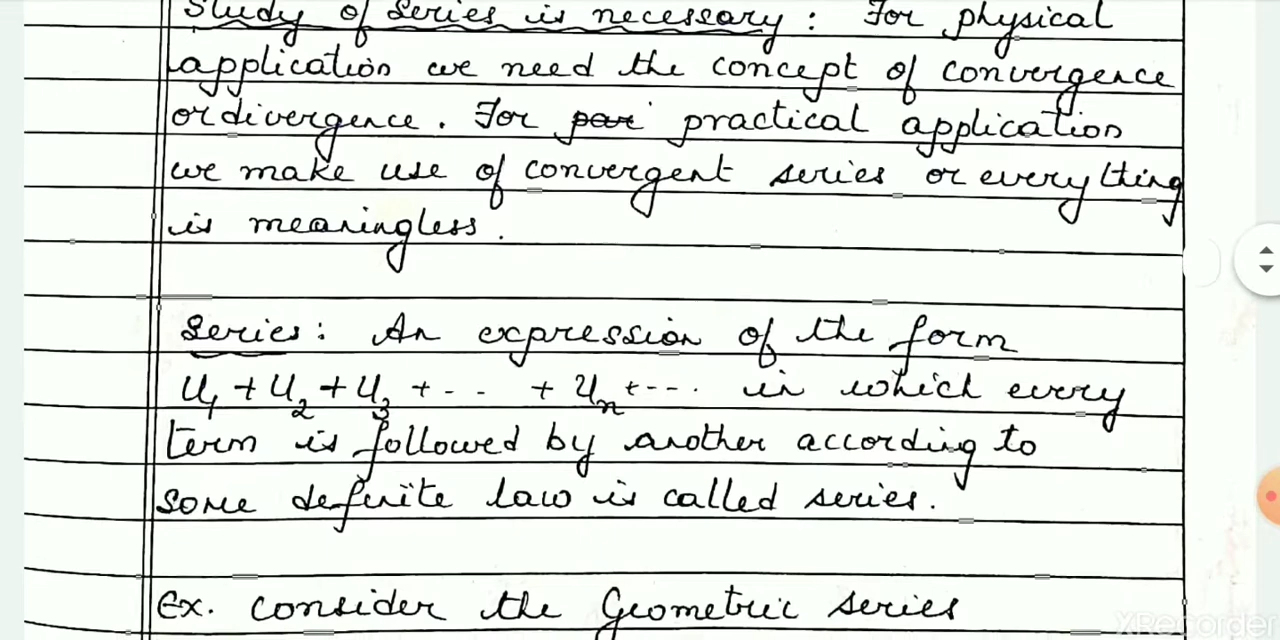 Study of series is necessary : For physical
application we need the concept of convergence
or divergence. For par practical application
we make use of convergent series or everything
is meaningless.
Series : An expression of the form
U₁ + U₂ + U₃ + -- + Uₙ + ---. in which every
term is followed by another according to
some definite law is called series.
Ex. consider the Geometric series
XRecorder